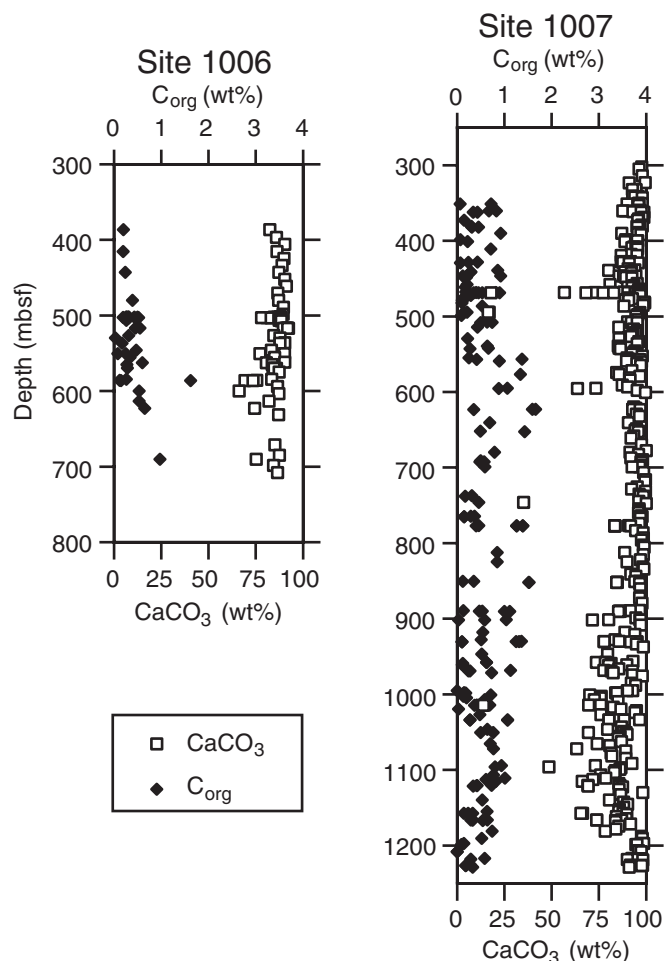 Site 1006
C_org (wt%)
0 1 2 3 4
300
400
500
600
700
800
Depth (mbsf)
0 25 50 75 100
CaCO₃ (wt%)
CaCO₃
C_org
Site 1007
C_org (wt%)
0 1 2 3 4
300
400
500
600
700
800
900
1000
1100
1200
0 25 50 75 100
CaCO₃ (wt%)